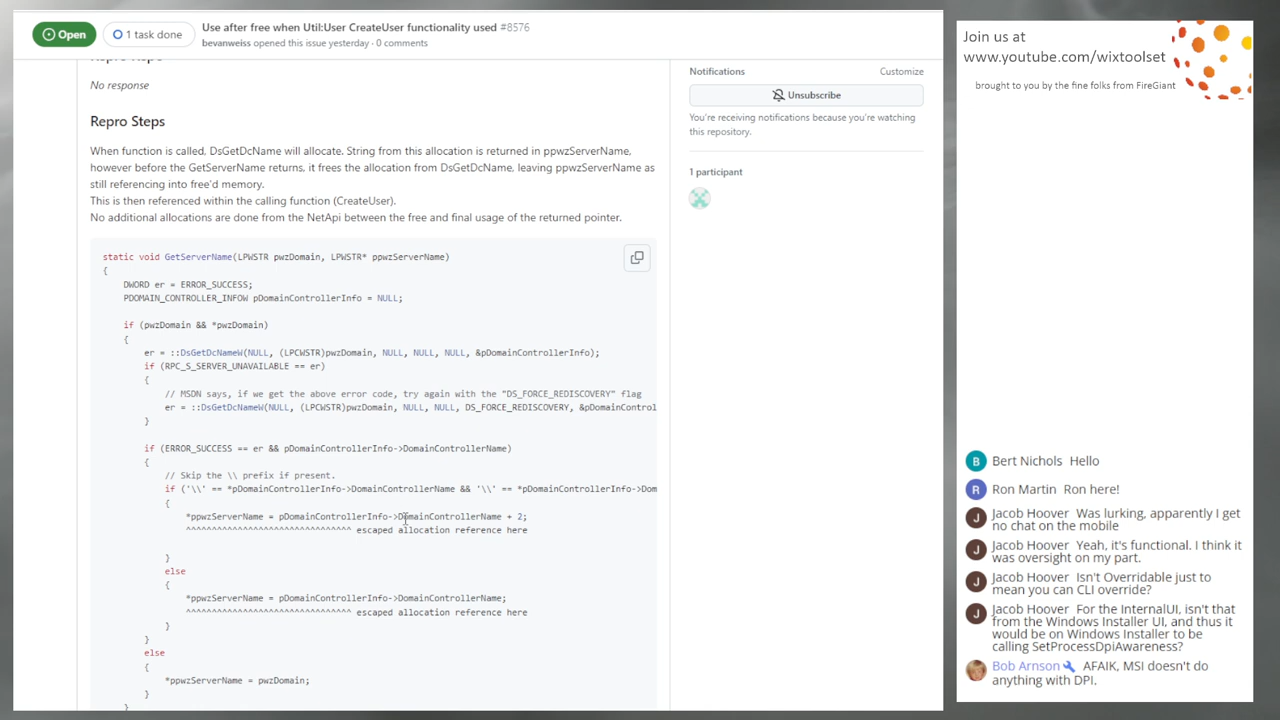 Open
1 task done
Use after free when Util:User CreateUser functionality used #8576
bevanweiss opened this issue yesterday · 0 comments
No response
Repro Steps
When function is called, DsGetDcName will allocate. String from this allocation is returned in ppwzServerName,
however before the GetServerName returns, it frees the allocation from DsGetDcName, leaving ppwzServerName as
still referencing into free'd memory.
This is then referenced within the calling function (CreateUser).
No additional allocations are done from the NetApi between the free and final usage of the returned pointer.
static void GetServerName(LPWSTR pwzDomain, LPWSTR* ppwzServerName)
{
DWORD er = ERROR_SUCCESS;
PDOMAIN_CONTROLLER_INFOW pDomainControllerInfo = NULL;
if (pwzDomain && *pwzDomain)
{
er = ::DsGetDcNameW(NULL, (LPCWSTR)pwzDomain, NULL, NULL, NULL, &pDomainControllerInfo);
if (RPC_S_SERVER_UNAVAILABLE == er)
{
// MSDN says, if we get the above error code, try again with the "DS_FORCE_REDISCOVERY" flag
er = ::DsGetDcNameW(NULL, (LPCWSTR)pwzDomain, NULL, NULL, DS_FORCE_REDISCOVERY, &pDomainControl
}
if (ERROR_SUCCESS == er && pDomainControllerInfo->DomainControllerName)
{
// Skip the \\ prefix if present.
if ('\\' == *pDomainControllerInfo->DomainControllerName && '\\' == *pDomainControllerInfo->Dom
{
*ppwzServerName = pDomainControllerInfo->DomainControllerName + 2;
^^^^^^^^^^^^^^^^^^^^^^^^^^^^^^^ escaped allocation reference here
}
else
{
*ppwzServerName = pDomainControllerInfo->DomainControllerName;
^^^^^^^^^^^^^^^^^^^^^^^^^^^^^^^ escaped allocation reference here
}
}
else
{
*ppwzServerName = pwzDomain;
}
}
Notifications
Customize
Unsubscribe
You're receiving notifications because you're watching
this repository.
1 participant
Join us at
www.youtube.com/wixtoolset
brought to you by the fine folks from FireGiant
B Bert Nichols Hello
R Ron Martin Ron here!
J Jacob Hoover Was lurking, apparently I get
no chat on the mobile
J Jacob Hoover Yeah, it's functional. I think it
was oversight on my part.
J Jacob Hoover Isn't Overridable just to
mean you can CLI override?
J Jacob Hoover For the InternalUI, isn't that
from the Windows Installer UI, and thus it
would be on Windows Installer to be
calling SetProcessDpiAwareness?
Bob Arnson AFAIK, MSI doesn't do
anything with DPI.